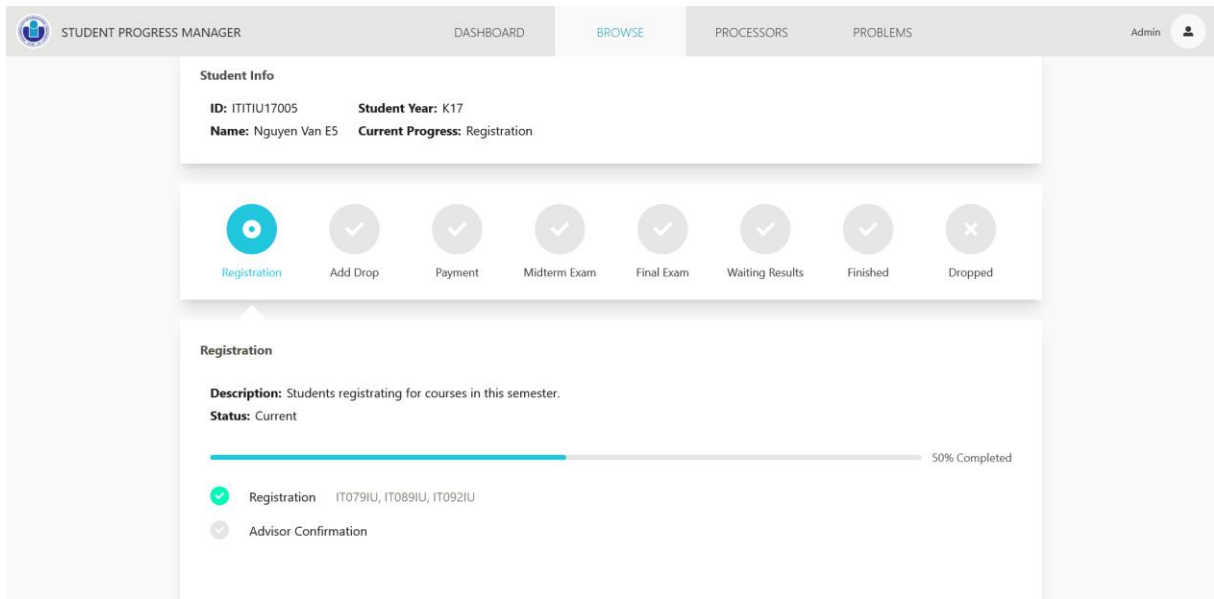 STUDENT PROGRESS MANAGER DASHBOARD BROWSE PROCESSORS PROBLEMS Admin
Student Info
ID: ITITIU17005 Student Year: K17
Name: Nguyen Van E5 Current Progress: Registration
Registration Add Drop Payment Midterm Exam Final Exam Waiting Results Finished Dropped
Registration
Description: Students registrating for courses in this semester.
Status: Current
50% Completed
Registration IT079IU, IT089IU, IT092IU
Advisor Confirmation